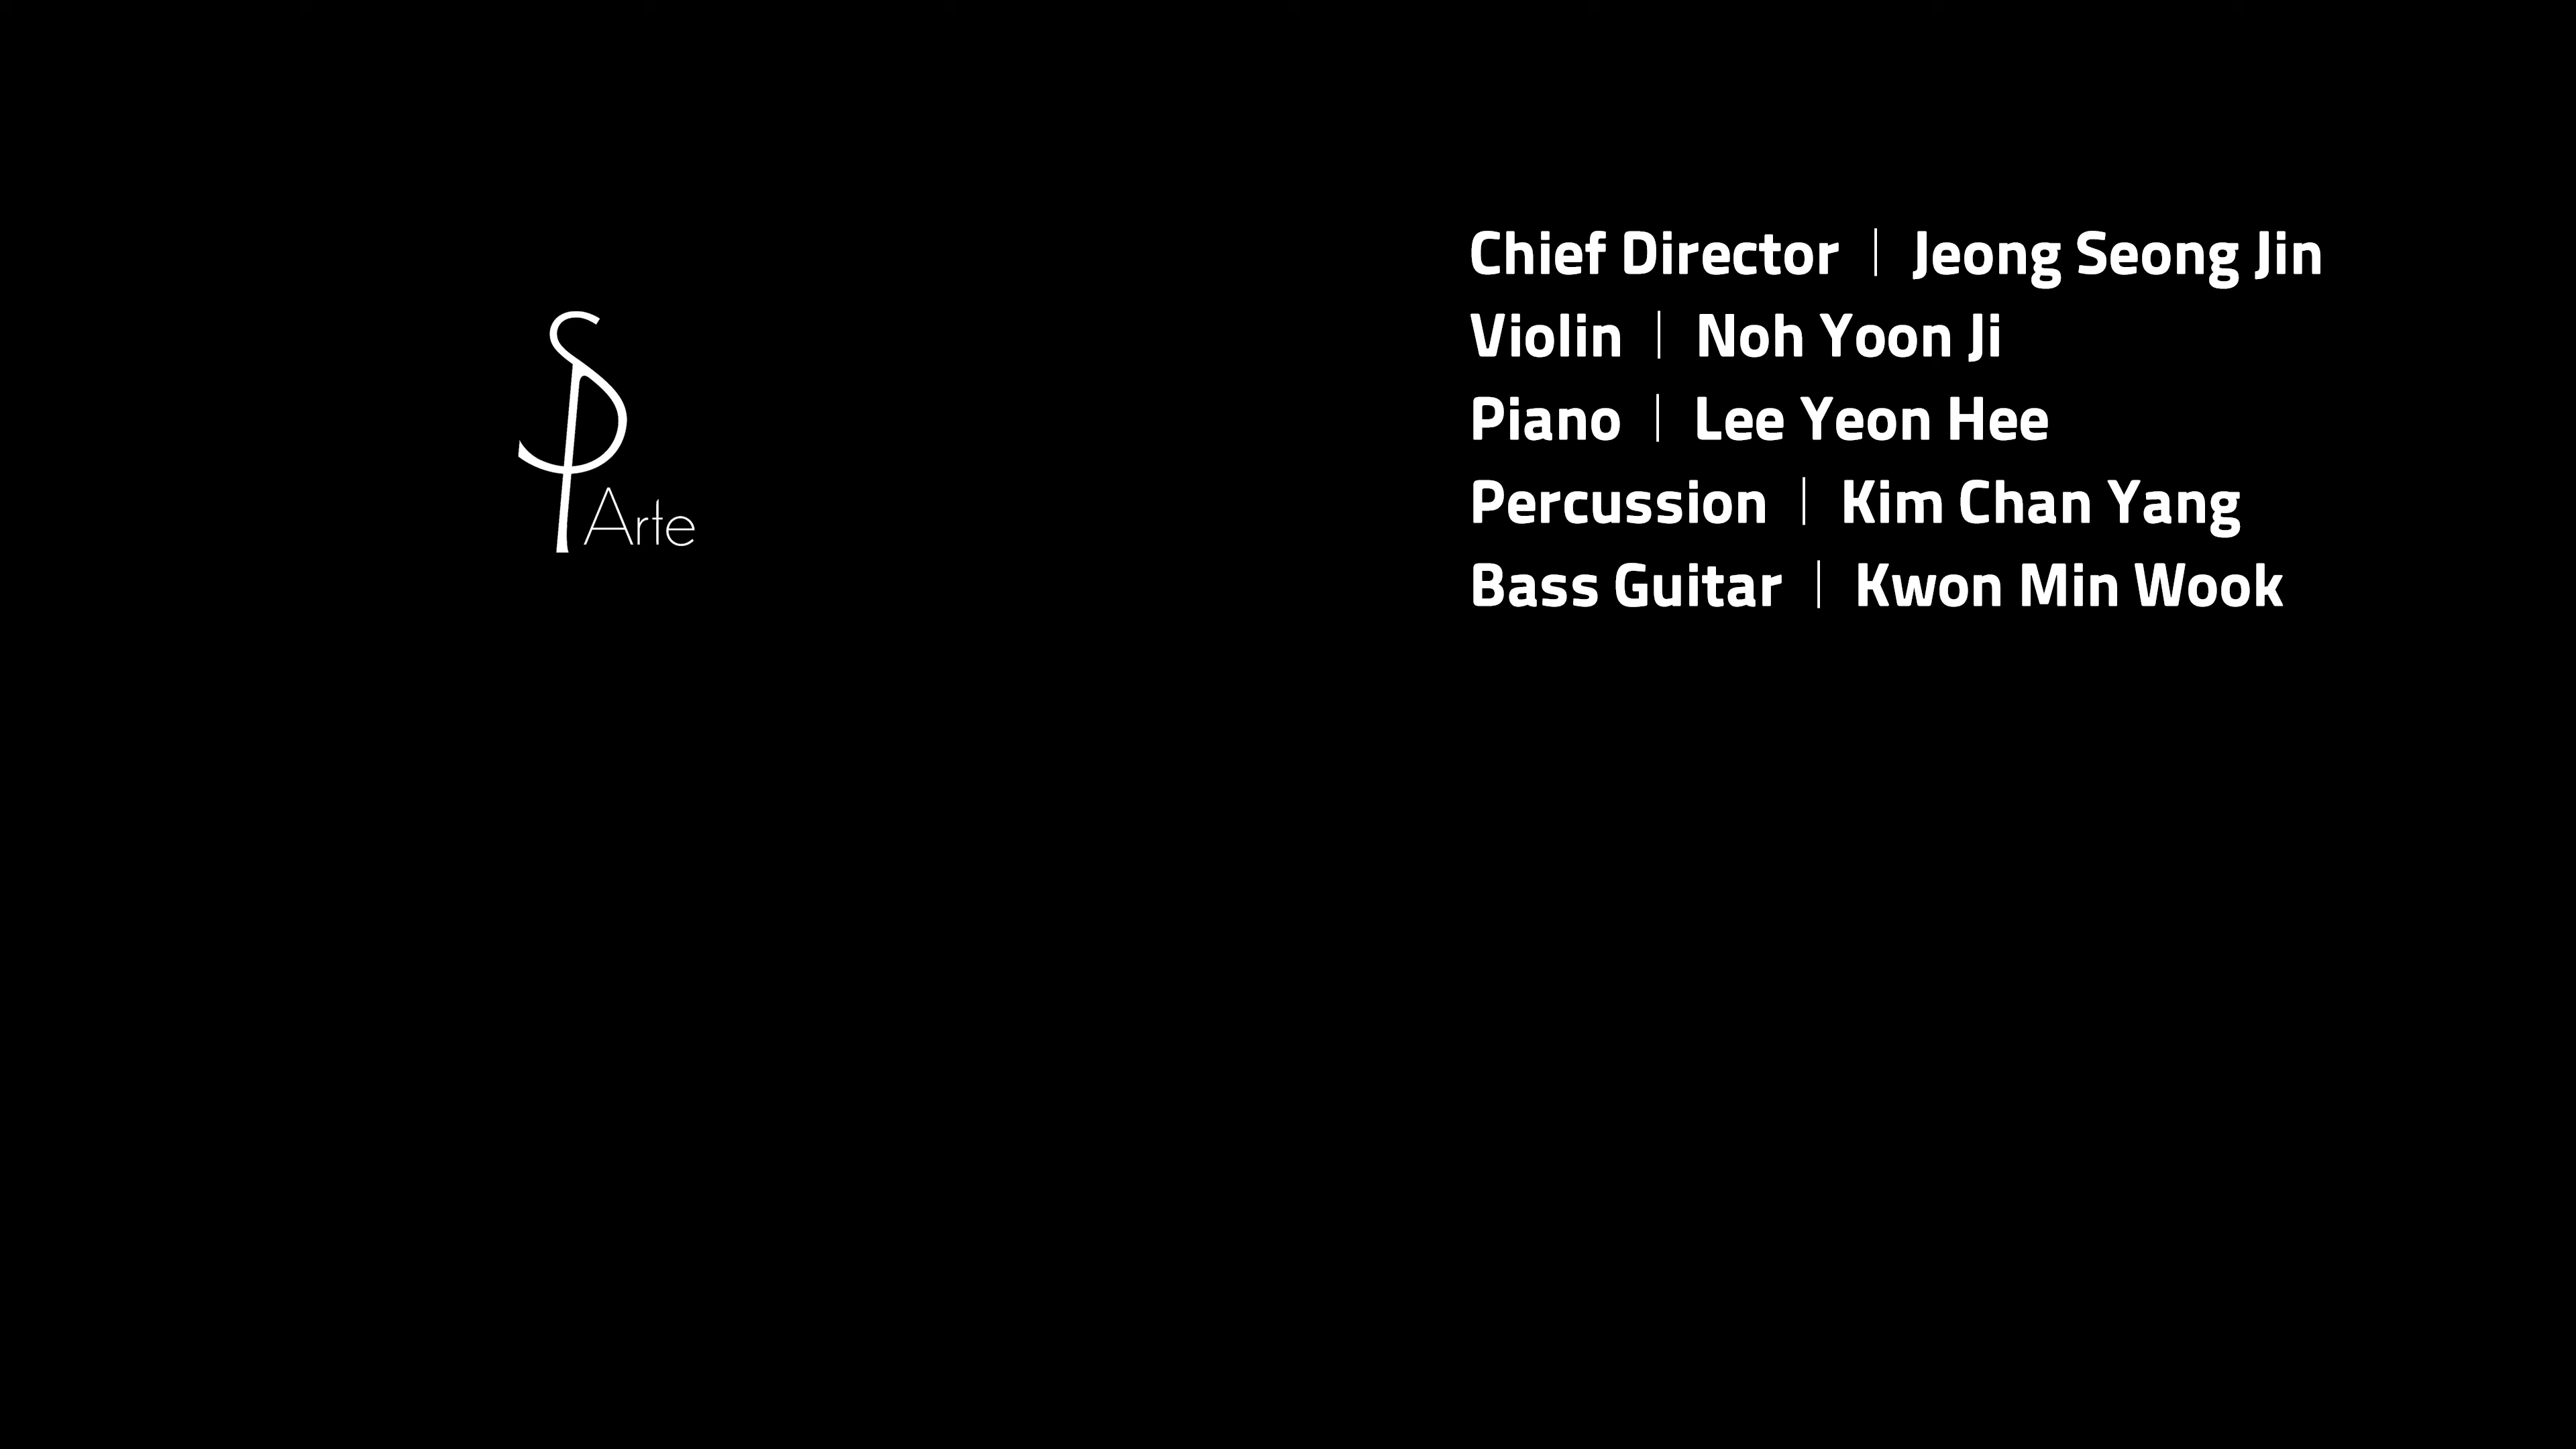 SP Arte
Chief Director | Jeong Seong Jin
Violin | Noh Yoon Ji
Piano | Lee Yeon Hee
Percussion | Kim Chan Yang
Bass Guitar | Kwon Min Wook